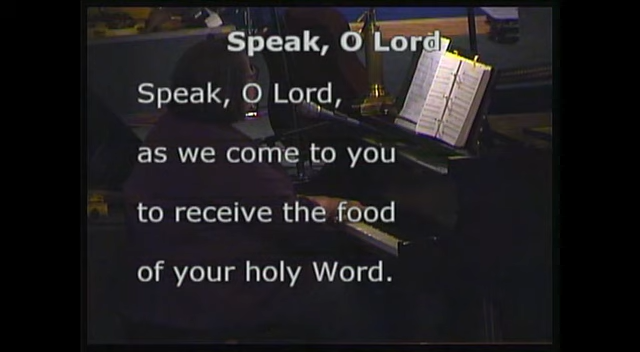 Speak, O Lord
Speak, O Lord,
as we come to you
to receive the food
of your holy Word.